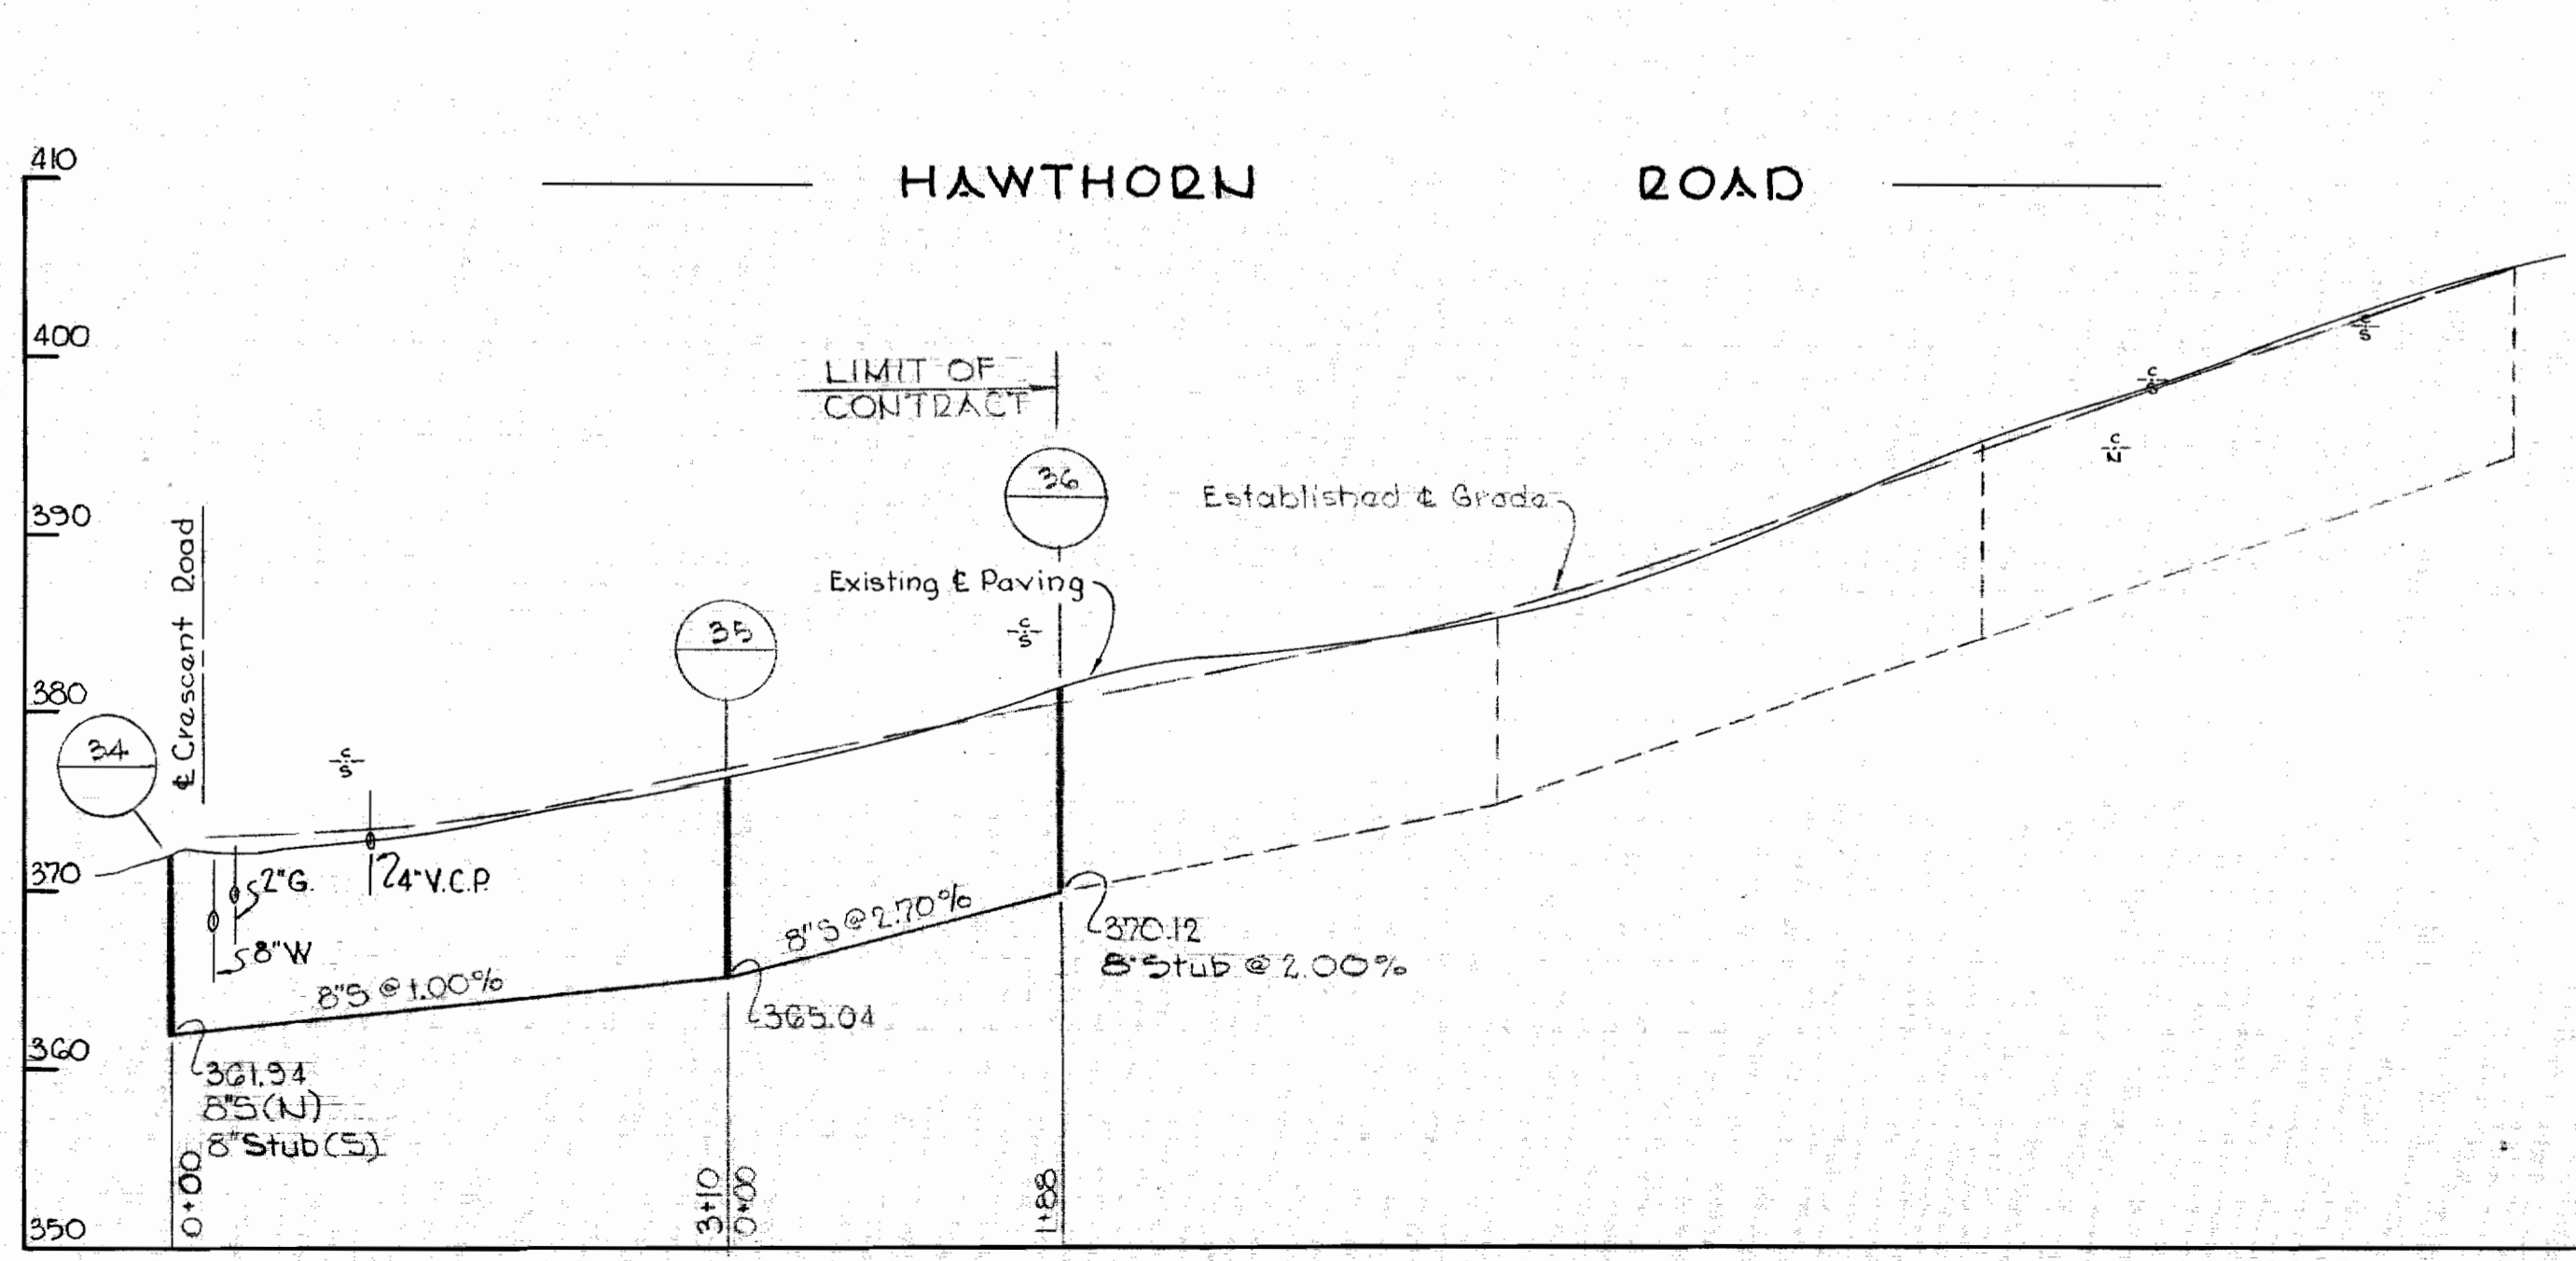 HAWTHORN ROAD
410
400
390
380
370
360
350
LIMIT OF
CONTRACT
34
35
36
℄ Crescent Road
Existing ℄ Paving
Established ℄ Grade
c
s
c
s
c
s
c
N
c
s
2"G.
8"W
24"V.C.P.
8"S @ 1.00%
8"S @ 2.70%
361.94
8"S(N)
8"Stub(S)
365.04
370.12
8"Stub @ 2.00%
0+00
3+10
0+00
1+88